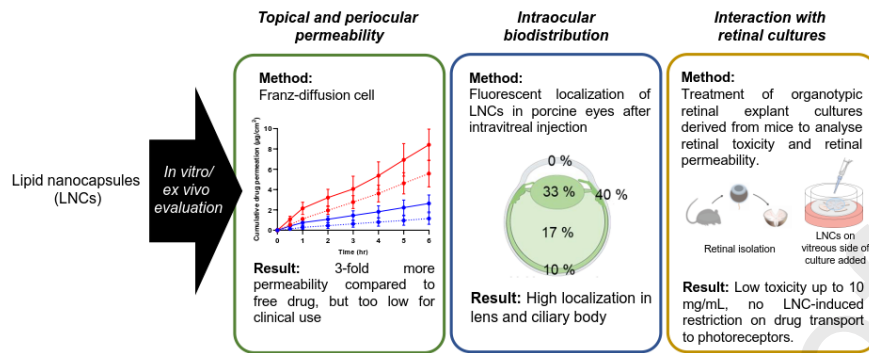 Lipid nanocapsules
(LNCs)
In vitro/
ex vivo
evaluation
Topical and periocular
permeability
Method:
Franz-diffusion cell
Cumulative drug permeation (µg/cm²)
10
8
6
4
2
0
0 1 2 3 4 5 6
Time (hr)
Result: 3-fold more
permeability compared to
free drug, but too low for
clinical use
Intraocular
biodistribution
Method:
Fluorescent localization of
LNCs in porcine eyes after
intravitreal injection
0 %
33 %
40 %
17 %
10 %
Result: High localization in
lens and ciliary body
Interaction with
retinal cultures
Method:
Treatment of organotypic
retinal explant cultures
derived from mice to analyse
retinal toxicity and retinal
permeability.
Retinal isolation
LNCs on
vitreous side of
culture added
Result: Low toxicity up to 10
mg/mL, no LNC-induced
restriction on drug transport
to photoreceptors.